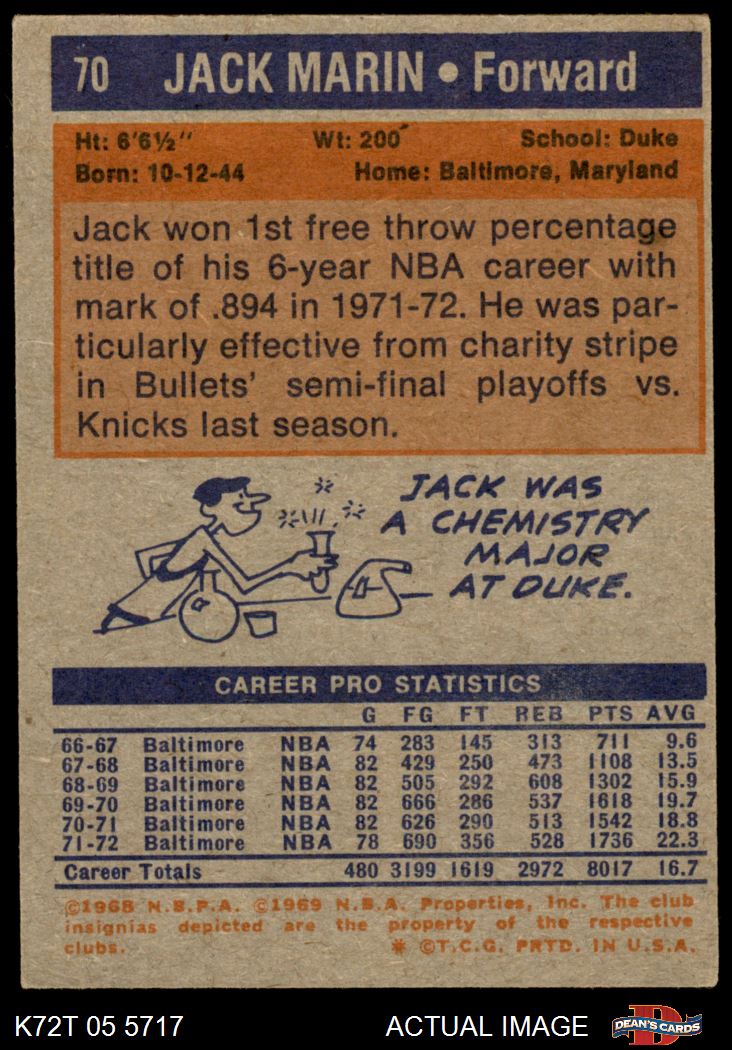 70 JACK MARIN • Forward
Ht: 6'6½" Wt: 200 School: Duke
Born: 10-12-44 Home: Baltimore, Maryland
Jack won 1st free throw percentage
title of his 6-year NBA career with
mark of .894 in 1971-72. He was par-
ticularly effective from charity stripe
in Bullets' semi-final playoffs vs.
Knicks last season.
JACK WAS
A CHEMISTRY
MAJOR
AT DUKE.
CAREER PRO STATISTICS
G FG FT REB PTS AVG
66-67 Baltimore NBA 74 283 145 313 711 9.6
67-68 Baltimore NBA 82 429 250 473 1108 13.5
68-69 Baltimore NBA 82 505 292 608 1302 15.9
69-70 Baltimore NBA 82 666 286 537 1618 19.7
70-71 Baltimore NBA 82 626 290 513 1542 18.8
71-72 Baltimore NBA 78 690 356 528 1736 22.3
Career Totals 480 3199 1619 2972 8017 16.7
©1968 N.B.P.A. ©1969 N.B.A. Properties, Inc. The club
insignias depicted are the property of the respective
clubs. * ©T.C.G. PRTD. IN U.S.A.
K72T 05 5717 ACTUAL IMAGE D DEAN'S CARDS